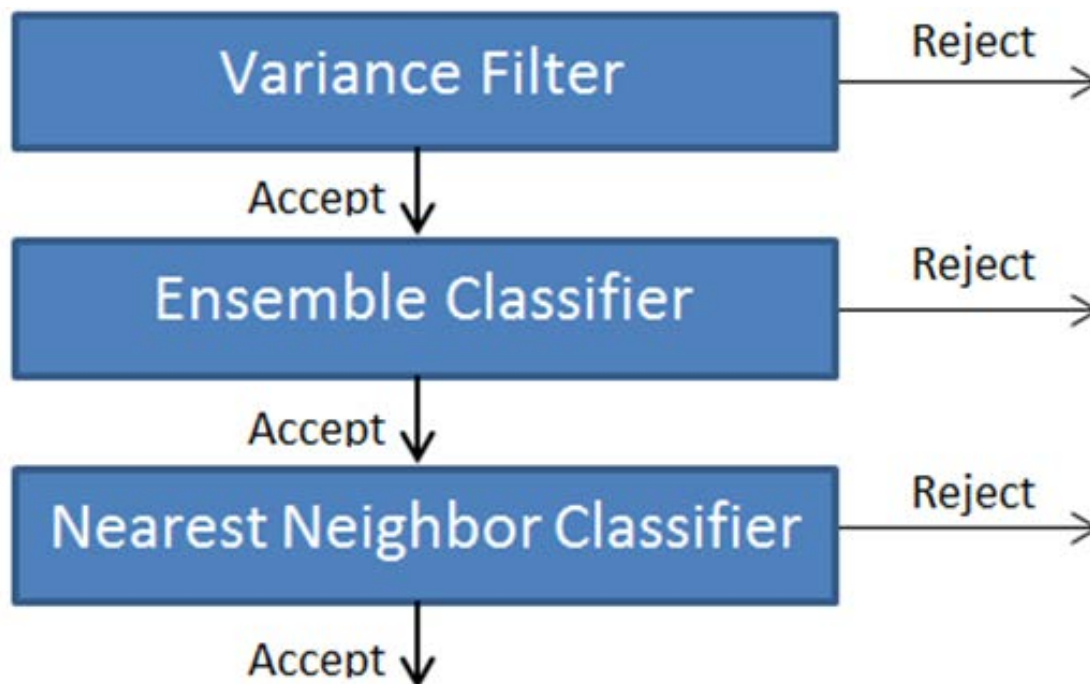 Variance Filter
Reject
Accept
Ensemble Classifier
Reject
Accept
Nearest Neighbor Classifier
Reject
Accept